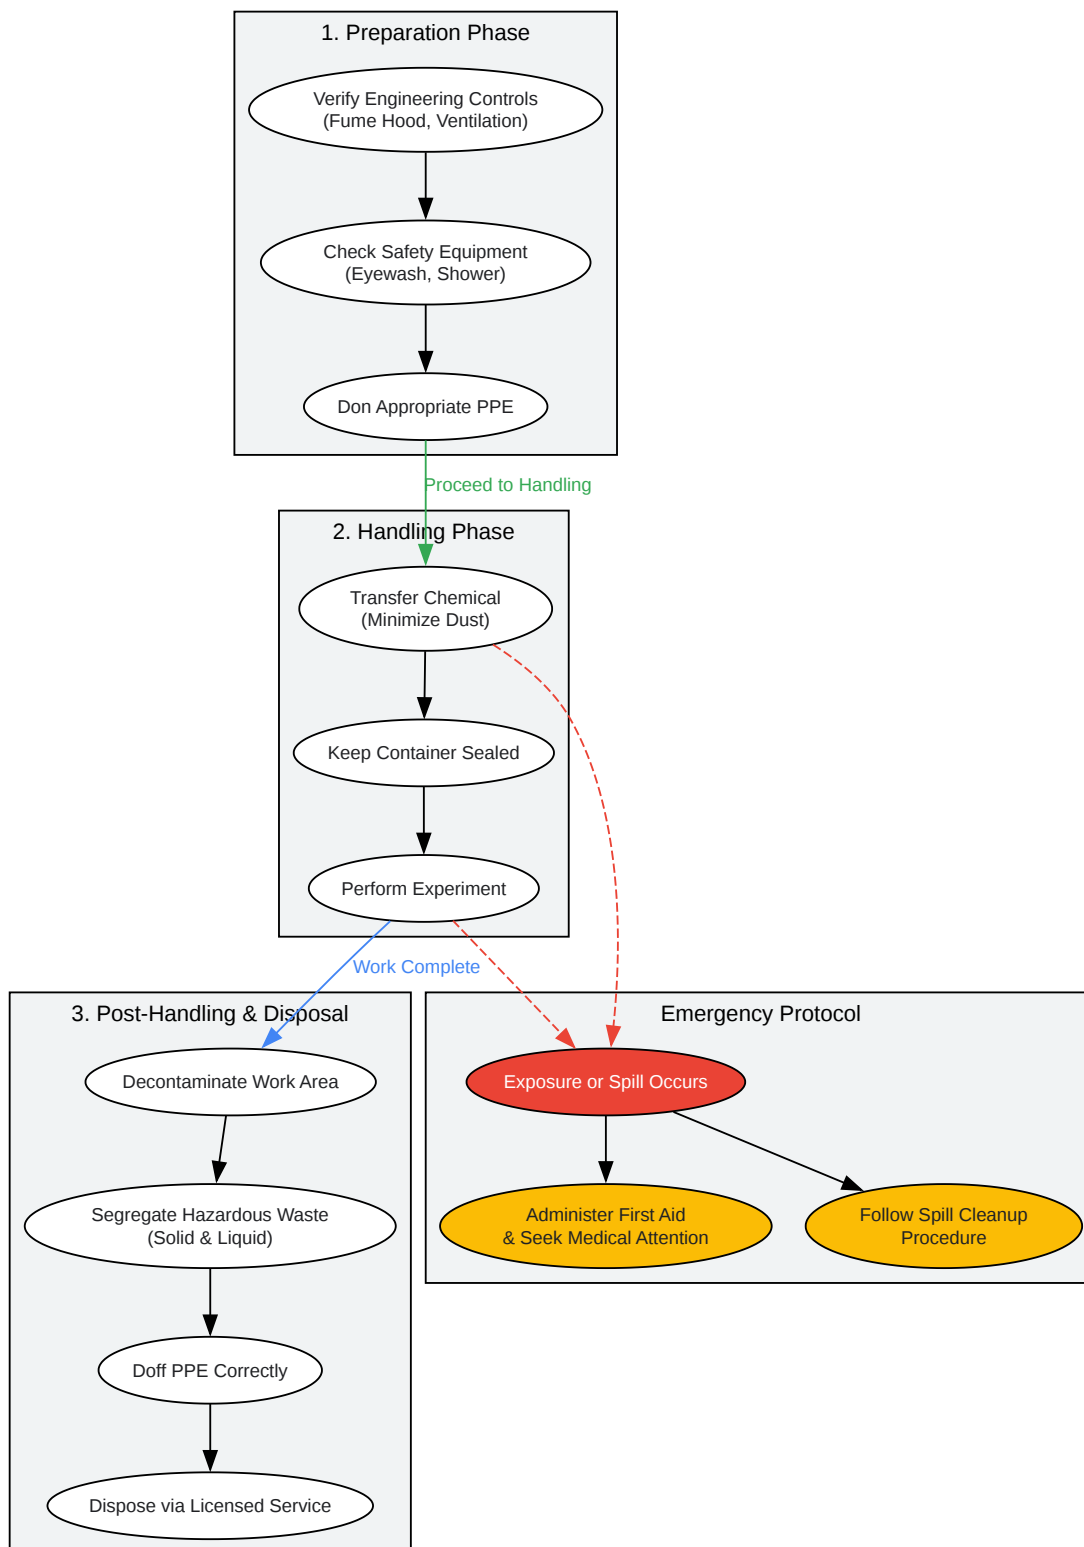 1. Preparation Phase
Verify Engineering Controls
(Fume Hood, Ventilation)
Check Safety Equipment
(Eyewash, Shower)
Don Appropriate PPE
Proceed to Handling
2. Handling Phase
Transfer Chemical
(Minimize Dust)
Keep Container Sealed
Perform Experiment
Work Complete
3. Post-Handling & Disposal
Decontaminate Work Area
Segregate Hazardous Waste
(Solid & Liquid)
Doff PPE Correctly
Dispose via Licensed Service
Emergency Protocol
Exposure or Spill Occurs
Administer First Aid
& Seek Medical Attention
Follow Spill Cleanup
Procedure